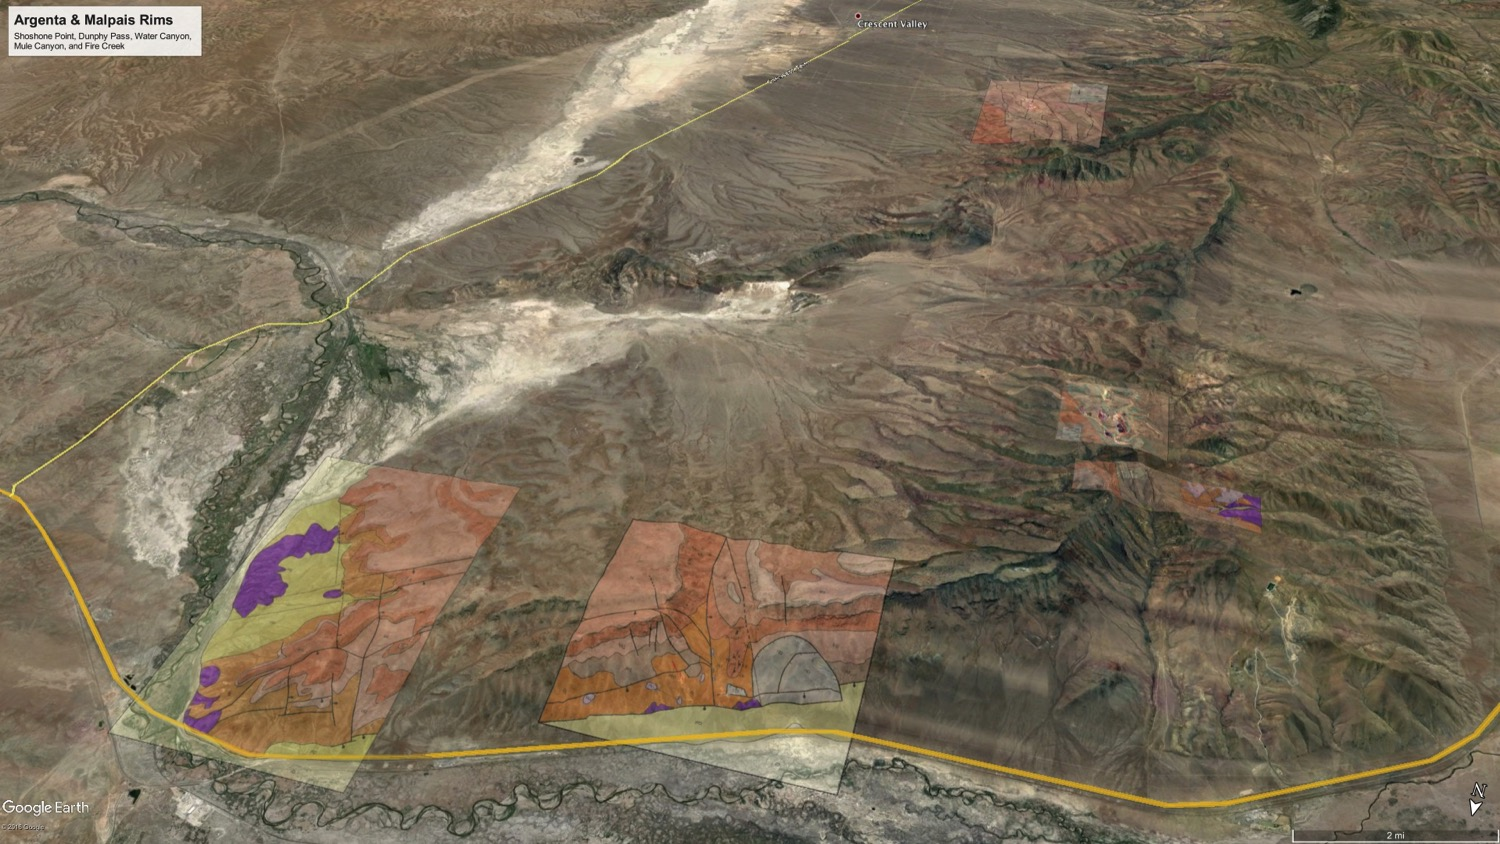 Argenta & Malpais Rims
Shoshone Point, Dunphy Pass, Water Canyon,
Mule Canyon, and Fire Creek
Crescent Valley
Google Earth
N
2 mi